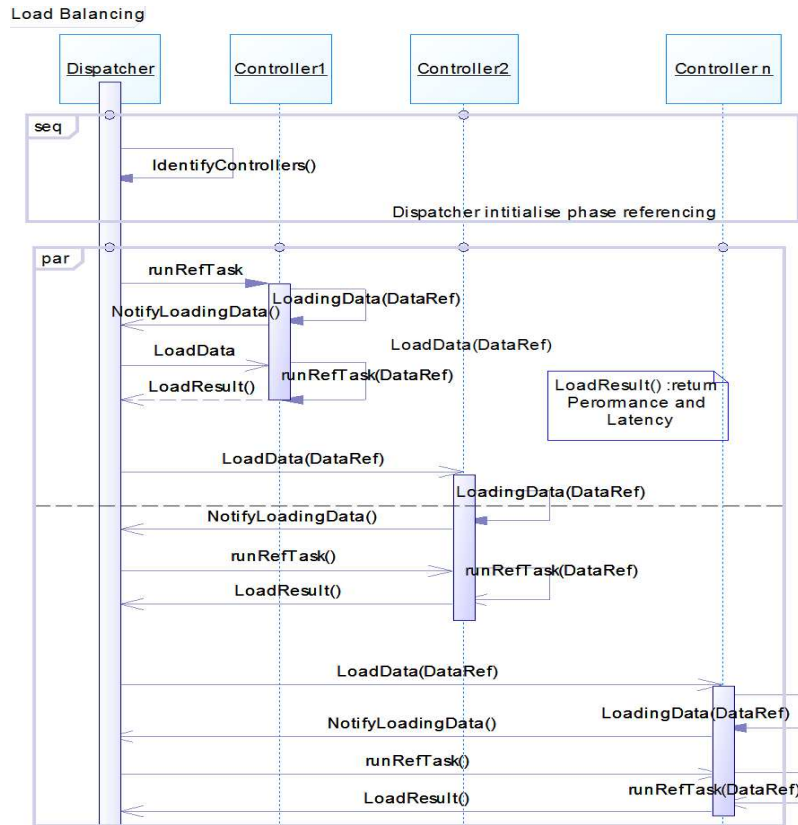 Load Balancing
Dispatcher
Controller1
Controller2
Controller n
seq
IdentifyControllers()
Dispatcher intitialise phase referencing
par
runRefTask
LoadingData(DataRef)
NotifyLoadingData()
LoadData
LoadData(DataRef)
runRefTask(DataRef)
LoadResult()
LoadResult() :return
Perormance and
Latency
LoadData(DataRef)
LoadingData(DataRef)
NotifyLoadingData()
runRefTask()
runRefTask(DataRef)
LoadResult()
LoadData(DataRef)
LoadingData(DataRef)
NotifyLoadingData()
runRefTask()
runRefTask(DataRef)
LoadResult()